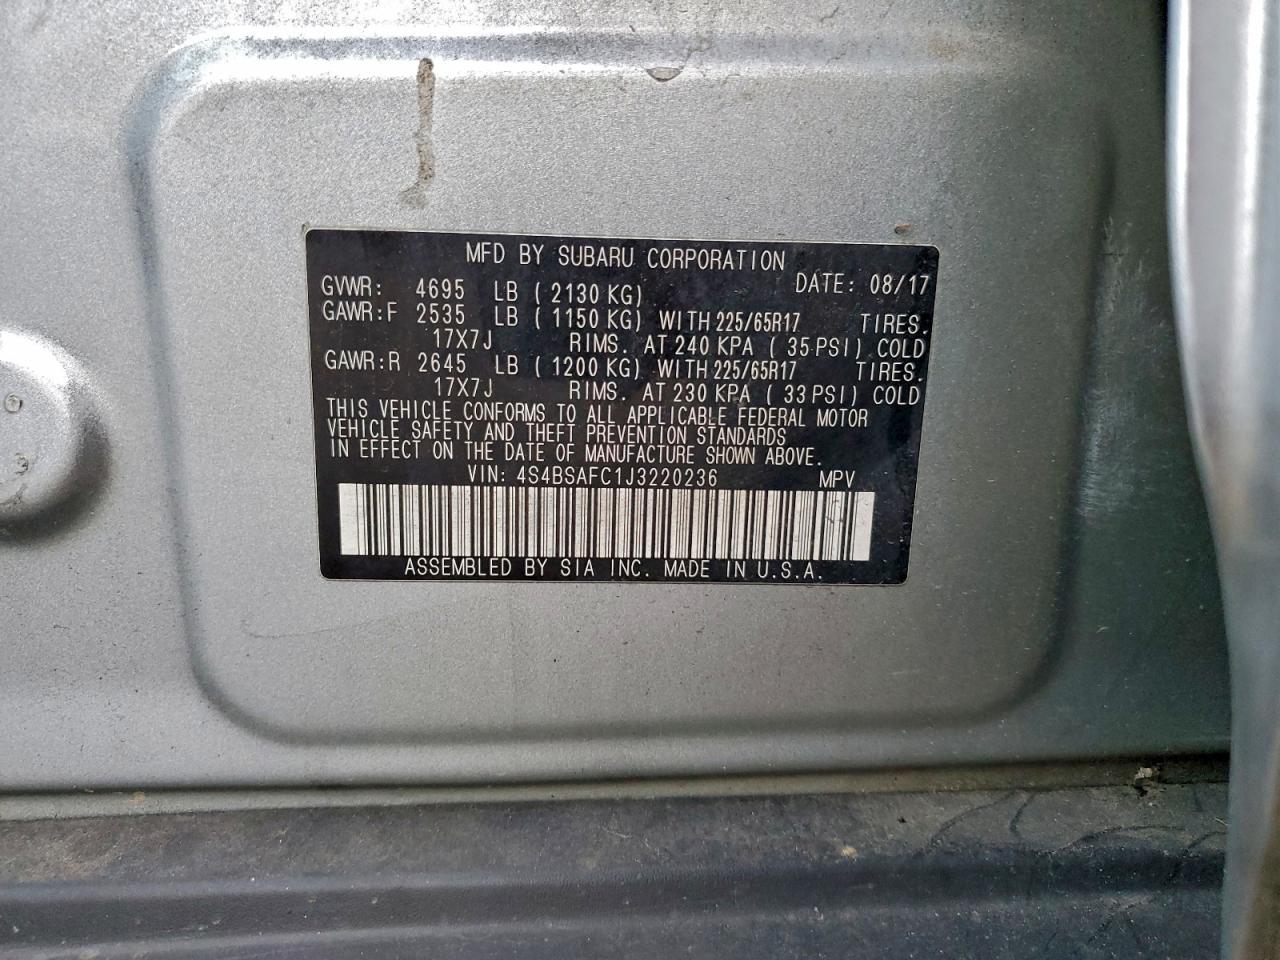 MFD BY SUBARU CORPORATION
GVWR: 4695 LB ( 2130 KG) DATE: 08/17
GAWR:F 2535 LB ( 1150 KG) WITH 225/65R17 TIRES.
17X7J RIMS. AT 240 KPA ( 35 PSI) COLD
GAWR:R 2645 LB ( 1200 KG) WITH 225/65R17 TIRES.
17X7J RIMS. AT 230 KPA ( 33 PSI) COLD
THIS VEHICLE CONFORMS TO ALL APPLICABLE FEDERAL MOTOR
VEHICLE SAFETY AND THEFT PREVENTION STANDARDS
IN EFFECT ON THE DATE OF MANUFACTURE SHOWN ABOVE.
VIN: 4S4BSAFC1J3220236 MPV
ASSEMBLED BY SIA INC. MADE IN U.S.A.